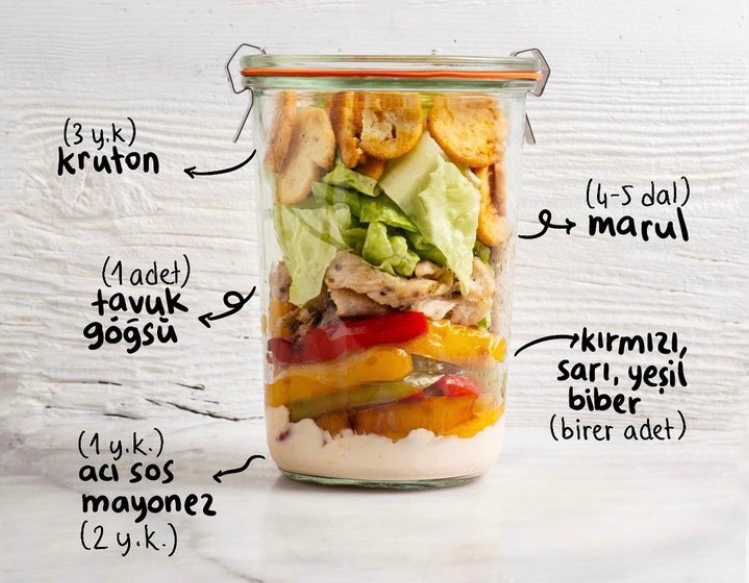 (3 y.k)
kruton
(4-5 dal)
marul
(1 adet)
tavuk
göğsü
kırmızı,
sarı, yeşil
biber
(birer adet)
(1 y.k.)
acı sos
mayonez
(2 y.k.)